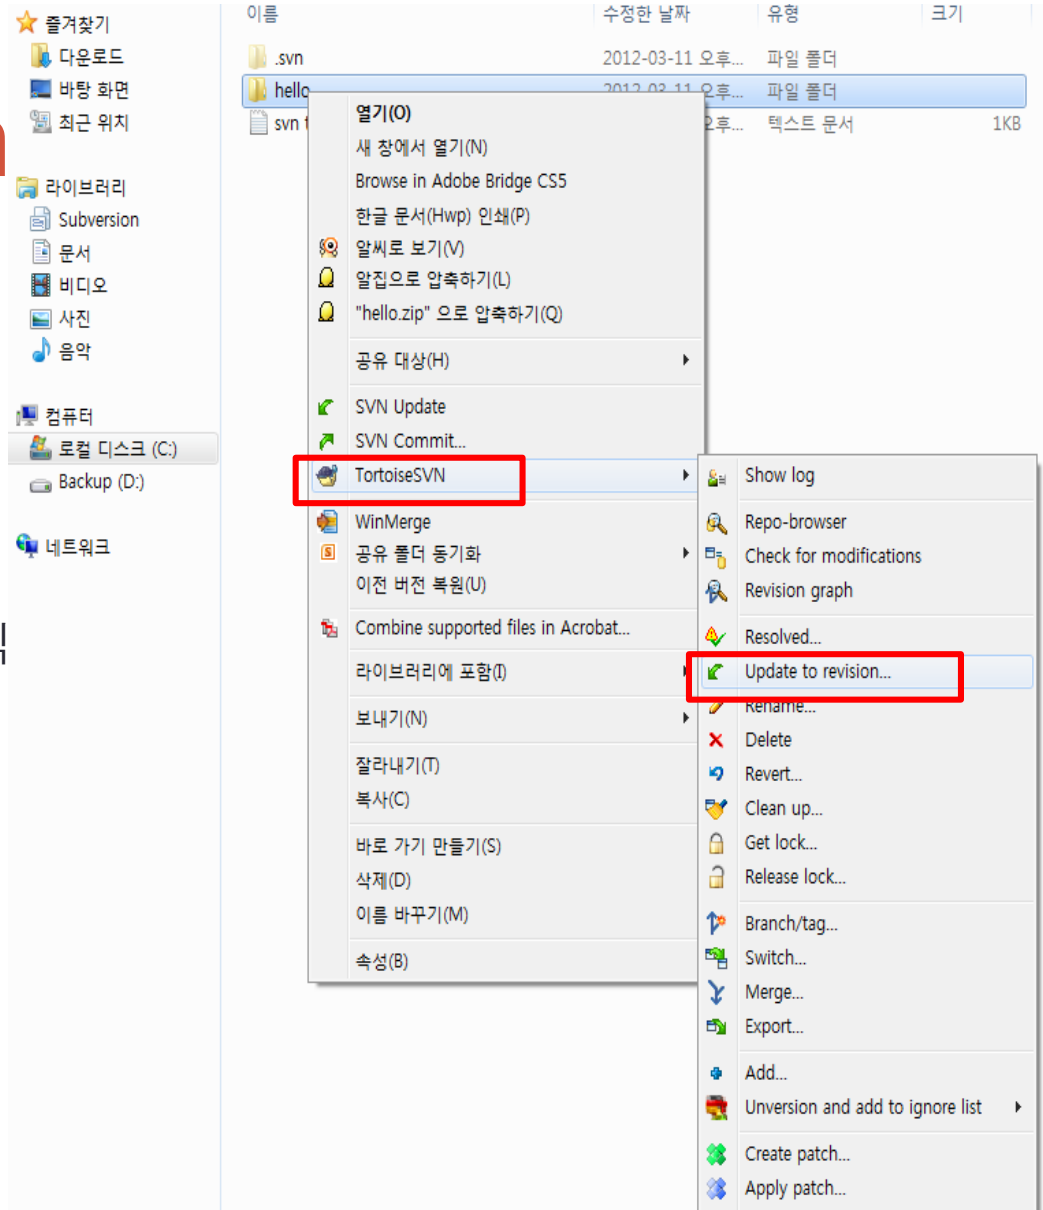 즐겨찾기
다운로드
바탕 화면
최근 위치
라이브러리
Subversion
문서
비디오
사진
음악
컴퓨터
로컬 디스크 (C:)
Backup (D:)
네트워크
이름 수정한 날짜 유형 크기
.svn 2012-03-11 오후... 파일 폴더
hello 2012-03-11 오후... 파일 폴더
svn 오후... 텍스트 문서 1KB
열기(O)
새 창에서 열기(N)
Browse in Adobe Bridge CS5
한글 문서(Hwp) 인쇄(P)
알씨로 보기(V)
알집으로 압축하기(L)
"hello.zip" 으로 압축하기(Q)
공유 대상(H)
SVN Update
SVN Commit...
TortoiseSVN
WinMerge
공유 폴더 동기화
이전 버전 복원(U)
Combine supported files in Acrobat...
라이브러리에 포함(I)
보내기(N)
잘라내기(T)
복사(C)
바로 가기 만들기(S)
삭제(D)
이름 바꾸기(M)
속성(B)
Show log
Repo-browser
Check for modifications
Revision graph
Resolved...
Update to revision...
Rename...
Delete
Revert...
Clean up...
Get lock...
Release lock...
Branch/tag...
Switch...
Merge...
Export...
Add...
Unversion and add to ignore list
Create patch...
Apply patch...